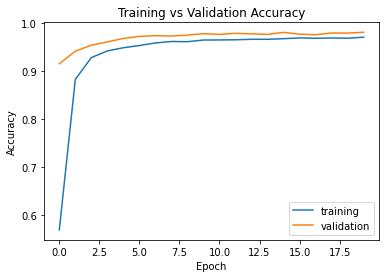 Training vs Validation Accuracy
1.0
0.9
0.8
0.7
0.6
Accuracy
0.0
2.5
5.0
7.5
10.0
12.5
15.0
17.5
Epoch
training
validation